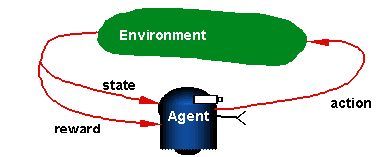 Environment
state
action
Agent
reward